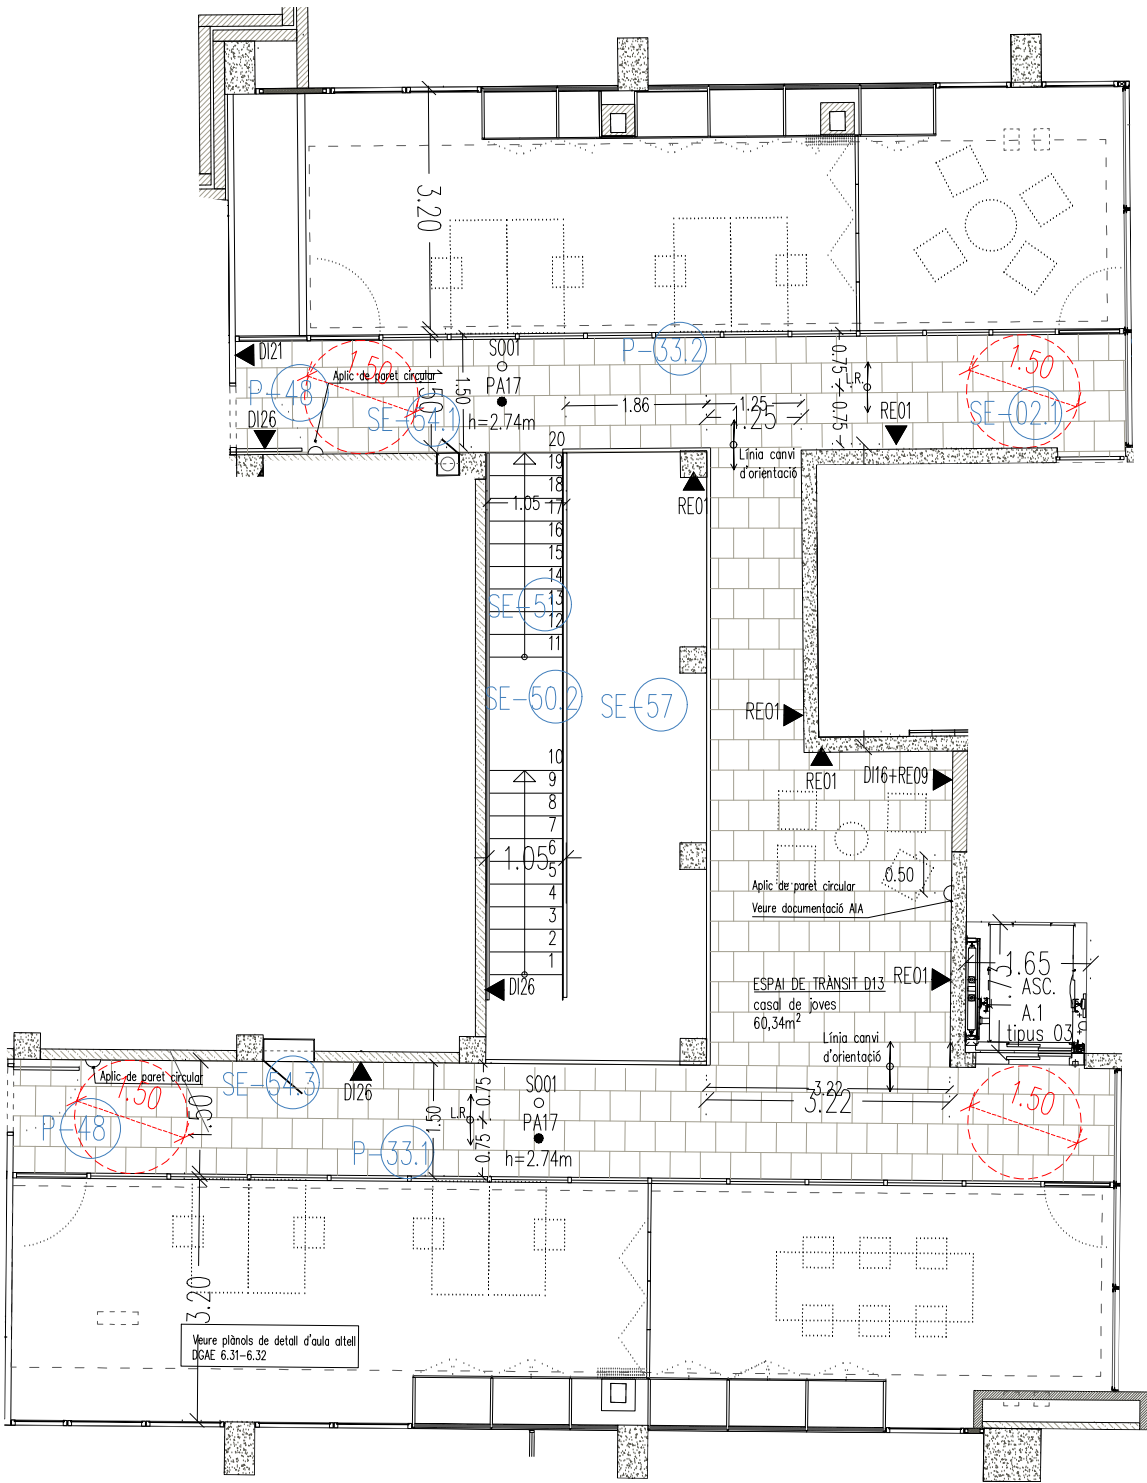 3.20
DI21
P-48
1.50
Aplic de paret circular
1.50
1.50
SE-54.1
DI26
S001
PA17
h=2.74m
P-33.2
1.86
1.25
1.25
0.75
0.75
L.R.
RE01
1.50
SE-02.1
Línia canvi
d'orientació
RE01
20
19
18
17
1.05
16
15
14
13
12
11
SE-51
SE-50.2
SE-57
RE01
RE01
DI16+RE09
10
9
8
7
6
5
4
3
2
1
1.05
DI26
0.50
Aplic de paret circular
Veure documentació AIA
RE01
ESPAI DE TRÀNSIT D13
casal de joves
60,34m²
Línia canvi
d'orientació
1.65
1.73
ASC.
A.1
tipus 03
Aplic de paret circular
1.50
1.50
P-48
SE-54.3
DI26
1.50
P-33.1
L.R.
0.75
0.75
S001
PA17
h=2.74m
3.22
3.22
1.50
3.20
Veure plànols de detall d'aula altell
DGAE 6.31-6.32